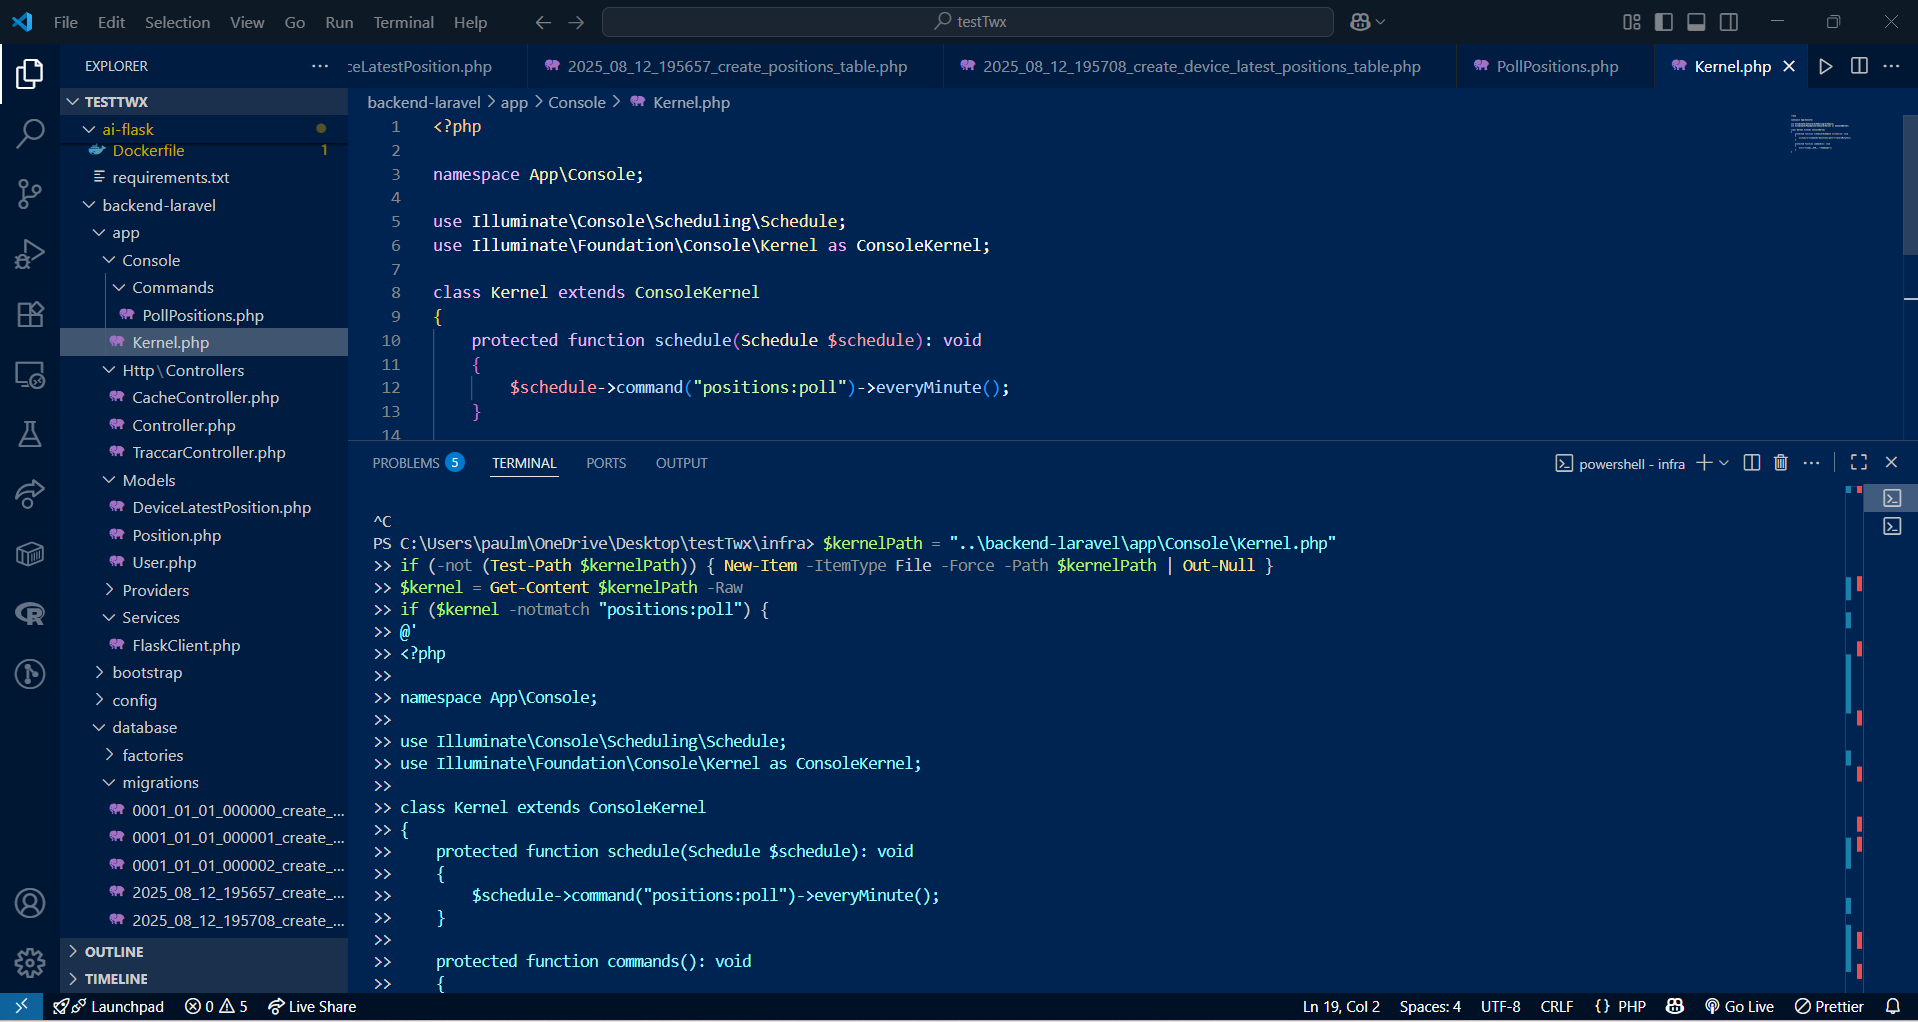 File Edit Selection View Go Run Terminal Help
testTwx
EXPLORER
TESTTWX
ai-flask
Dockerfile 1
requirements.txt
backend-laravel
app
Console
Commands
PollPositions.php
Kernel.php
Http\Controllers
CacheController.php
Controller.php
TraccarController.php
Models
DeviceLatestPosition.php
Position.php
User.php
Providers
Services
FlaskClient.php
bootstrap
config
database
factories
migrations
0001_01_01_000000_create_...
0001_01_01_000001_create_...
0001_01_01_000002_create_...
2025_08_12_195657_create_...
2025_08_12_195708_create_...
OUTLINE
TIMELINE
ceLatestPosition.php 2025_08_12_195657_create_positions_table.php 2025_08_12_195708_create_device_latest_positions_table.php PollPositions.php Kernel.php
backend-laravel > app > Console > Kernel.php
1 <?php
2
3 namespace App\Console;
4
5 use Illuminate\Console\Scheduling\Schedule;
6 use Illuminate\Foundation\Console\Kernel as ConsoleKernel;
7
8 class Kernel extends ConsoleKernel
9 {
10 protected function schedule(Schedule $schedule): void
11 {
12 $schedule->command("positions:poll")->everyMinute();
13 }
14
PROBLEMS 5 TERMINAL PORTS OUTPUT
powershell - infra
^C
PS C:\Users\paulm\OneDrive\Desktop\testTwx\infra> $kernelPath = "..\backend-laravel\app\Console\Kernel.php"
>> if (-not (Test-Path $kernelPath)) { New-Item -ItemType File -Force -Path $kernelPath | Out-Null }
>> $kernel = Get-Content $kernelPath -Raw
>> if ($kernel -notmatch "positions:poll") {
>> @'
>> <?php
>>
>> namespace App\Console;
>>
>> use Illuminate\Console\Scheduling\Schedule;
>> use Illuminate\Foundation\Console\Kernel as ConsoleKernel;
>>
>> class Kernel extends ConsoleKernel
>> {
>> protected function schedule(Schedule $schedule): void
>> {
>> $schedule->command("positions:poll")->everyMinute();
>> }
>>
>> protected function commands(): void
>> {
Launchpad 0 5 Live Share
Ln 19, Col 2 Spaces: 4 UTF-8 CRLF {} PHP Go Live Prettier